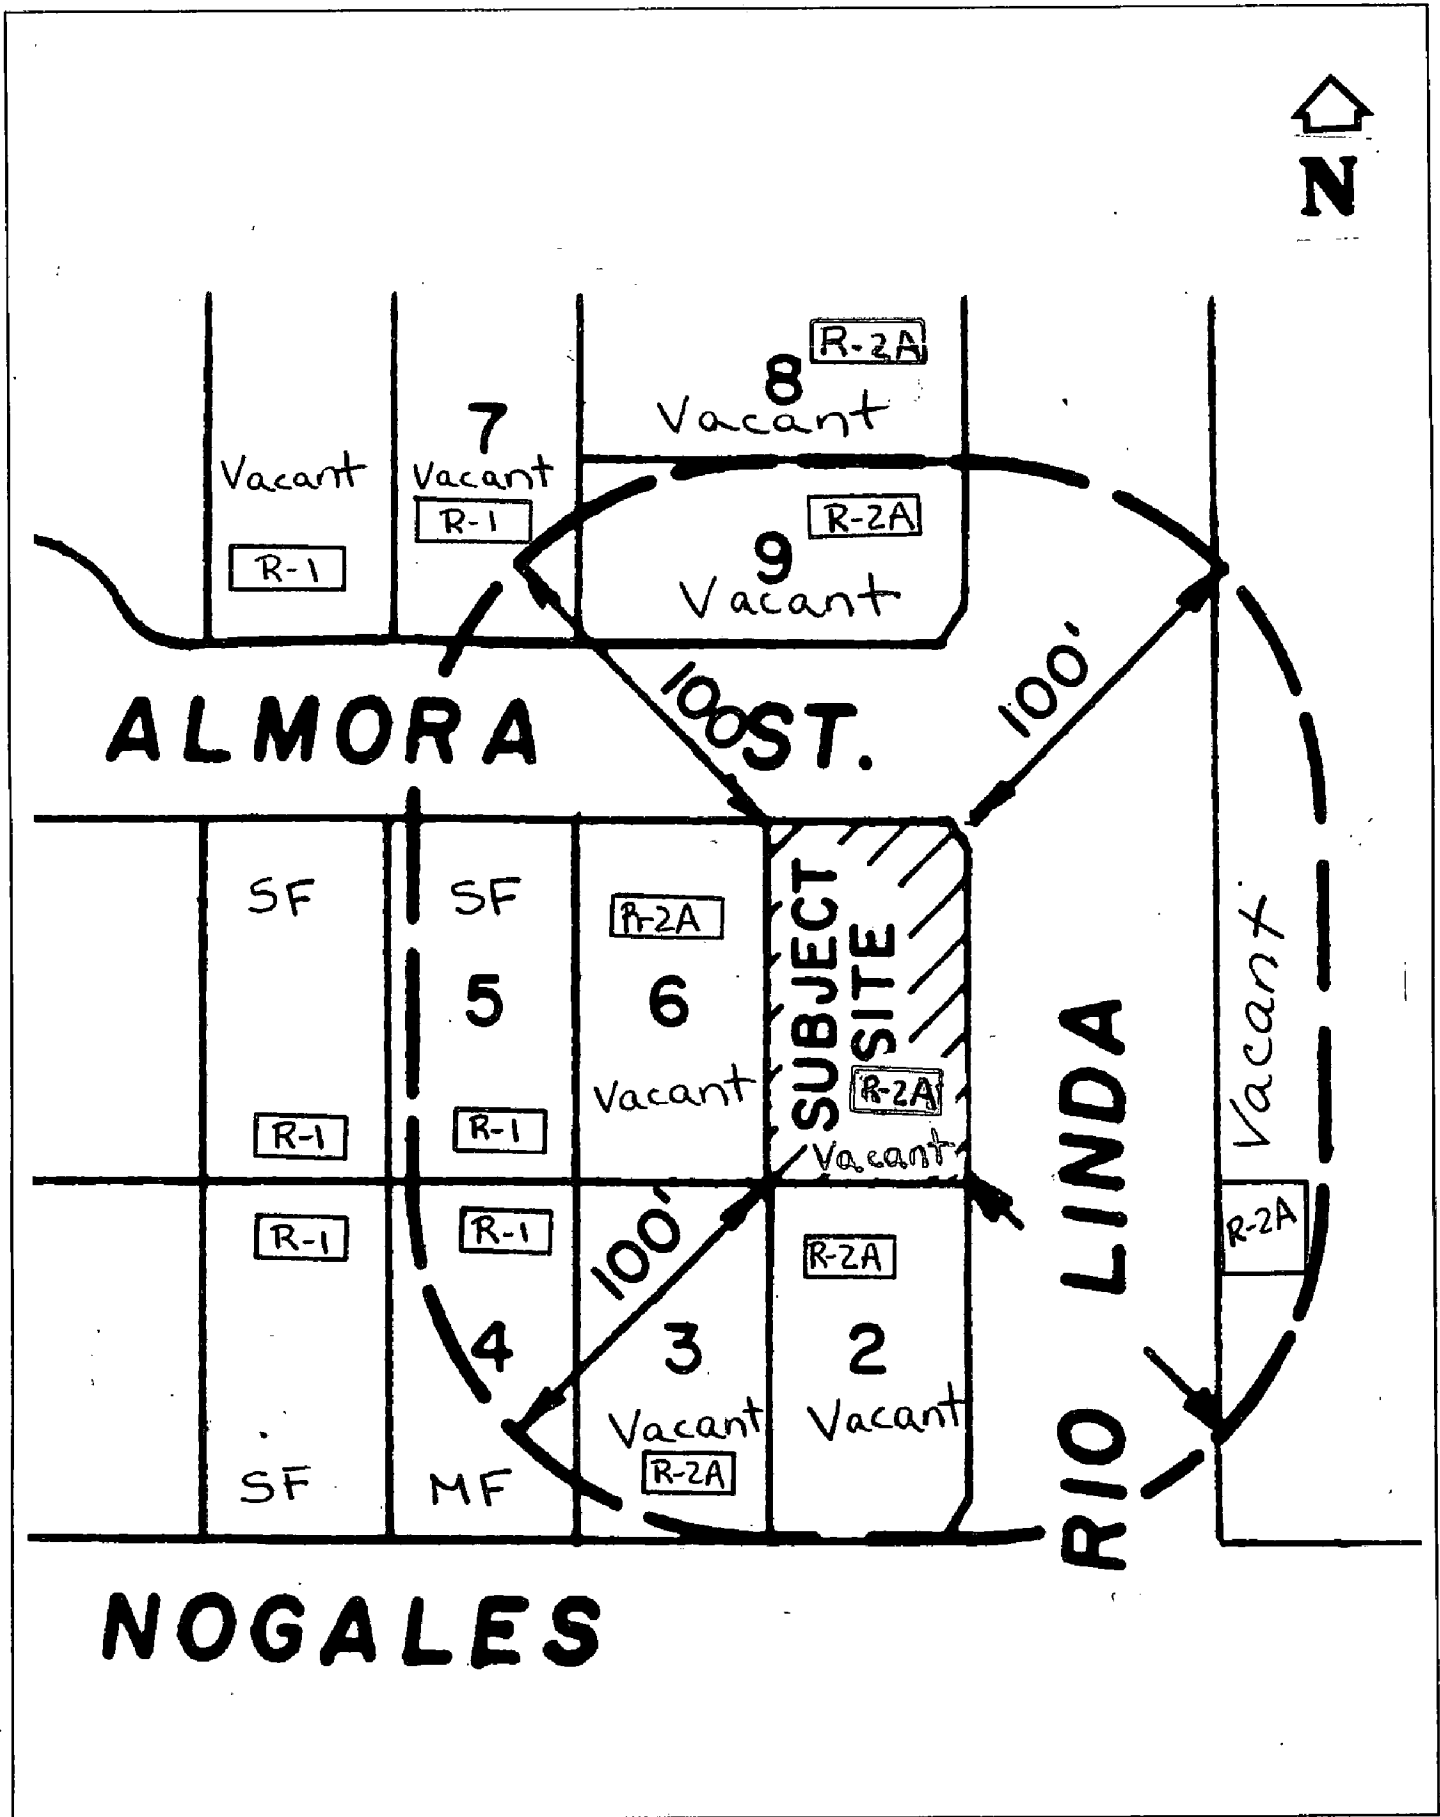 N
R-2A
8
Vacant
7
Vacant
R-1
Vacant
R-1
R-2A
9
Vacant
100'
100
ALMORA ST.
SF
SF
R-2A
5
6
Vacant
R-1
R-1
SUBJECT
SITE
R-2A
Vacant
Vacant
R-2A
RIO LINDA
R-1
R-1
100'
R-2A
4
3
2
Vacant
Vacant
R-2A
SF
MF
NOGALES